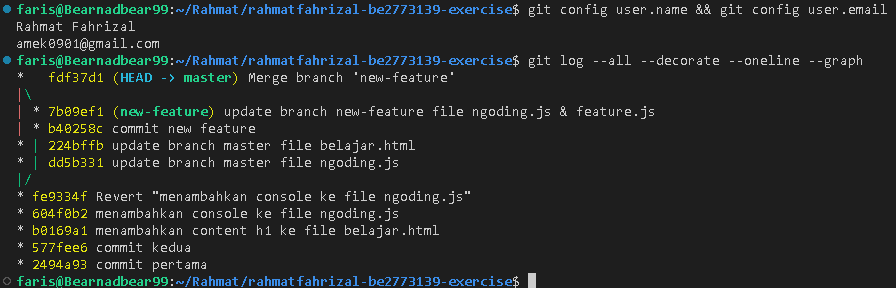 faris@Bearnadbear99:~/Rahmat/rahmatfahrizal-be2773139-exercise$ git config user.name && git config user.email
Rahmat Fahrizal
amek0901@gmail.com
faris@Bearnadbear99:~/Rahmat/rahmatfahrizal-be2773139-exercise$ git log --all --decorate --oneline --graph
*   fdf37d1 (HEAD -> master) Merge branch 'new-feature'
|\
| * 7b09ef1 (new-feature) update branch new-feature file ngoding.js & feature.js
| * b40258c commit new feature
* | 224bffb update branch master file belajar.html
* | dd5b331 update branch master file ngoding.js
|/
* fe9334f Revert "menambahkan console ke file ngoding.js"
* 604f0b2 menambahkan console ke file ngoding.js
* b0169a1 menambahkan content h1 ke file belajar.html
* 577fee6 commit kedua
* 2494a93 commit pertama
faris@Bearnadbear99:~/Rahmat/rahmatfahrizal-be2773139-exercise$